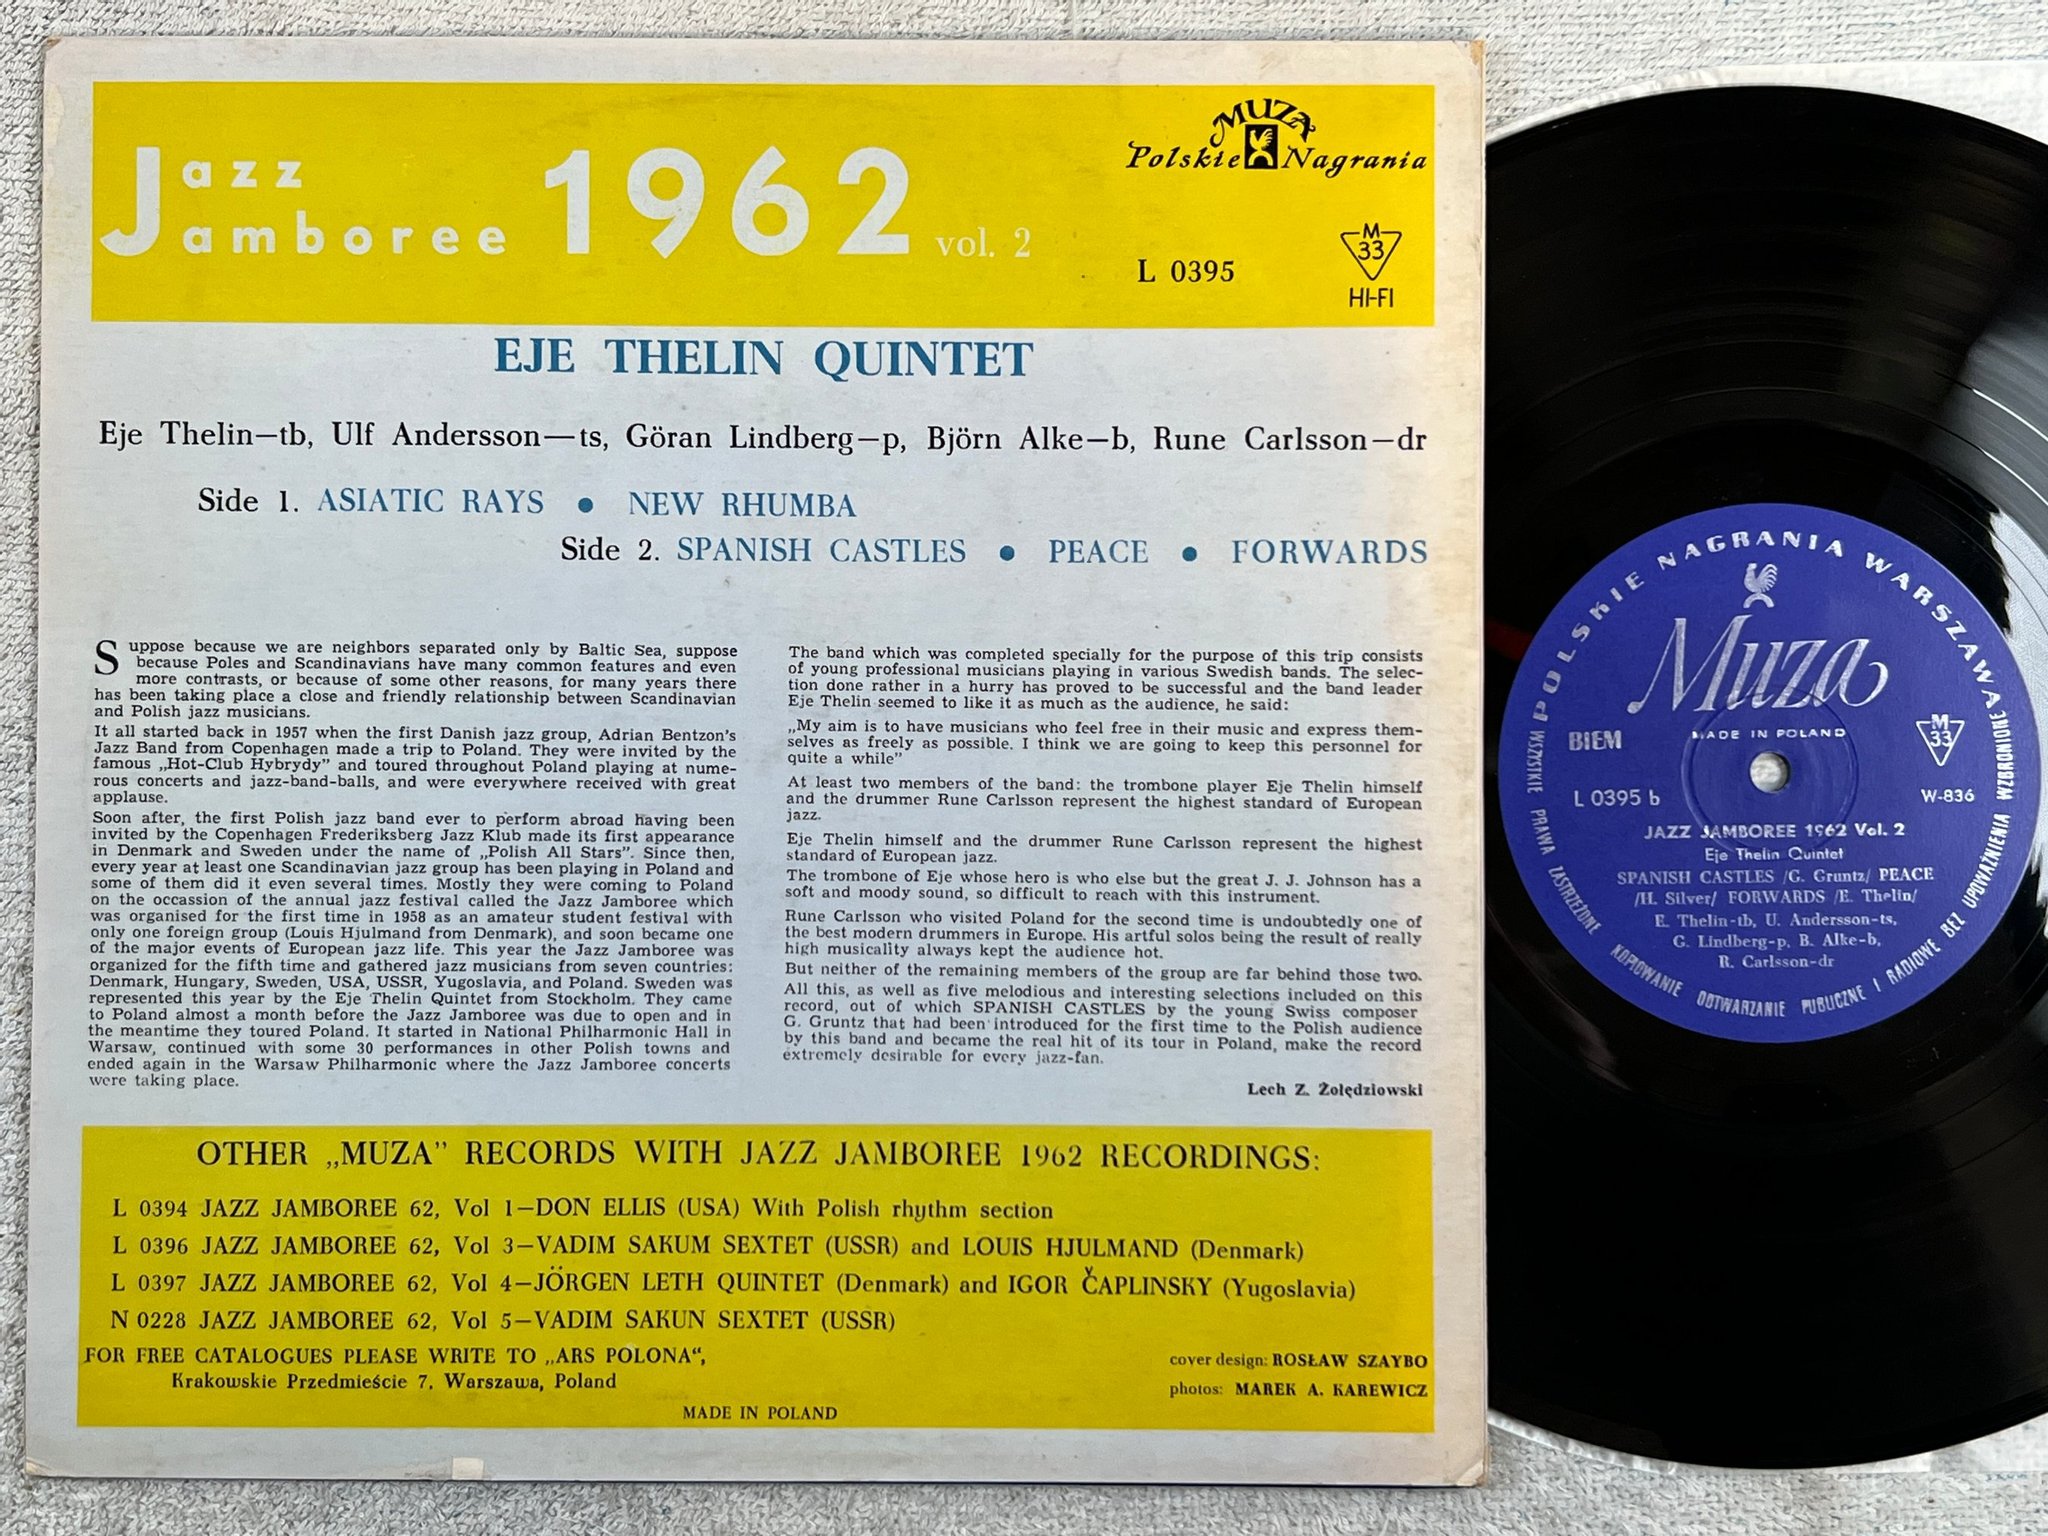 Jazz
Jamboree 1962 vol. 2
MUZA
Polskie Nagrania
L 0395
M
33
HI-FI
EJE THELIN QUINTET
Eje Thelin—tb, Ulf Andersson—ts, Göran Lindberg—p, Björn Alke—b, Rune Carlsson—dr
Side 1. ASIATIC RAYS ● NEW RHUMBA
Side 2. SPANISH CASTLES ● PEACE ● FORWARDS
Suppose because we are neighbors separated only by Baltic Sea, suppose
because Poles and Scandinavians have many common features and even
more contrasts, or because of some other reasons, for many years there
has been taking place a close and friendly relationship between Scandinavian
and Polish jazz musicians.
It all started back in 1957 when the first Danish jazz group, Adrian Bentzon's
Jazz Band from Copenhagen made a trip to Poland. They were invited by the
famous „Hot-Club Hybrydy" and toured throughout Poland playing at nume-
rous concerts and jazz-band-balls, and were everywhere received with great
applause.
Soon after, the first Polish jazz band ever to perform abroad having been
invited by the Copenhagen Frederiksberg Jazz Klub made its first appearance
in Denmark and Sweden under the name of „Polish All Stars". Since then,
every year at least one Scandinavian jazz group has been playing in Poland and
some of them did it even several times. Mostly they were coming to Poland
on the occassion of the annual jazz festival called the Jazz Jamboree which
was organised for the first time in 1958 as an amateur student festival with
only one foreign group (Louis Hjulmand from Denmark), and soon became one
of the major events of European jazz life. This year the Jazz Jamboree was
organized for the fifth time and gathered jazz musicians from seven countries:
Denmark, Hungary, Sweden, USA, USSR, Yugoslavia, and Poland. Sweden was
represented this year by the Eje Thelin Quintet from Stockholm. They came
to Poland almost a month before the Jazz Jamboree was due to open and in
the meantime they toured Poland. It started in National Philharmonic Hall in
Warsaw, continued with some 30 performances in other Polish towns and
ended again in the Warsaw Philharmonic where the Jazz Jamboree concerts
were taking place.
The band which was completed specially for the purpose of this trip consists
of young professional musicians playing in various Swedish bands. The selec-
tion done rather in a hurry has proved to be successful and the band leader
Eje Thelin seemed to like it as much as the audience, he said:
„My aim is to have musicians who feel free in their music and express them-
selves as freely as possible. I think we are going to keep this personnel for
quite a while"
At least two members of the band: the trombone player Eje Thelin himself
and the drummer Rune Carlsson represent the highest standard of European
jazz.
Eje Thelin himself and the drummer Rune Carlsson represent the highest
standard of European jazz.
The trombone of Eje whose hero is who else but the great J. J. Johnson has a
soft and moody sound, so difficult to reach with this instrument.
Rune Carlsson who visited Poland for the second time is undoubtedly one of
the best modern drummers in Europe. His artful solos being the result of really
high musicality always kept the audience hot.
But neither of the remaining members of the group are far behind those two.
All this, as well as five melodious and interesting selections included on this
record, out of which SPANISH CASTLES by the young Swiss composer
G. Gruntz that had been introduced for the first time to the Polish audience
by this band and became the real hit of its tour in Poland, make the record
extremely desirable for every jazz-fan.
Lech Z. Żołędziowski
OTHER „MUZA" RECORDS WITH JAZZ JAMBOREE 1962 RECORDINGS:
L 0394 JAZZ JAMBOREE 62, Vol 1—DON ELLIS (USA) With Polish rhythm section
L 0396 JAZZ JAMBOREE 62, Vol 3—VADIM SAKUM SEXTET (USSR) and LOUIS HJULMAND (Denmark)
L 0397 JAZZ JAMBOREE 62, Vol 4—JÖRGEN LETH QUINTET (Denmark) and IGOR ČAPLINSKY (Yugoslavia)
N 0228 JAZZ JAMBOREE 62, Vol 5—VADIM SAKUN SEXTET (USSR)
FOR FREE CATALOGUES PLEASE WRITE TO „ARS POLONA“,
Krakowskie Przedmieście 7, Warszawa, Poland
cover design: ROSŁAW SZAYBO
photos: MAREK A. KAREWICZ
MADE IN POLAND
POLSKIE NAGRANIA WARSZAWA
Muza
MADE IN POLAND
BIEM
M
33
L 0395 b
W-836
JAZZ JAMBOREE 1962 Vol. 2
Eje Thelin Quintet
SPANISH CASTLES /G. Gruntz/ PEACE
/H. Silver/ FORWARDS /E. Thelin/
E. Thelin-tb, U. Andersson-ts,
G. Lindberg-p, B. Alke-b,
R. Carlsson-dr
WSZYSTKIE PRAWA ZASTRZEŻONE KOPIOWANIE ODTWARZANIE PUBLICZNE I RADIOWE BEZ UPOWAŻNIENIA WZBRONIONE